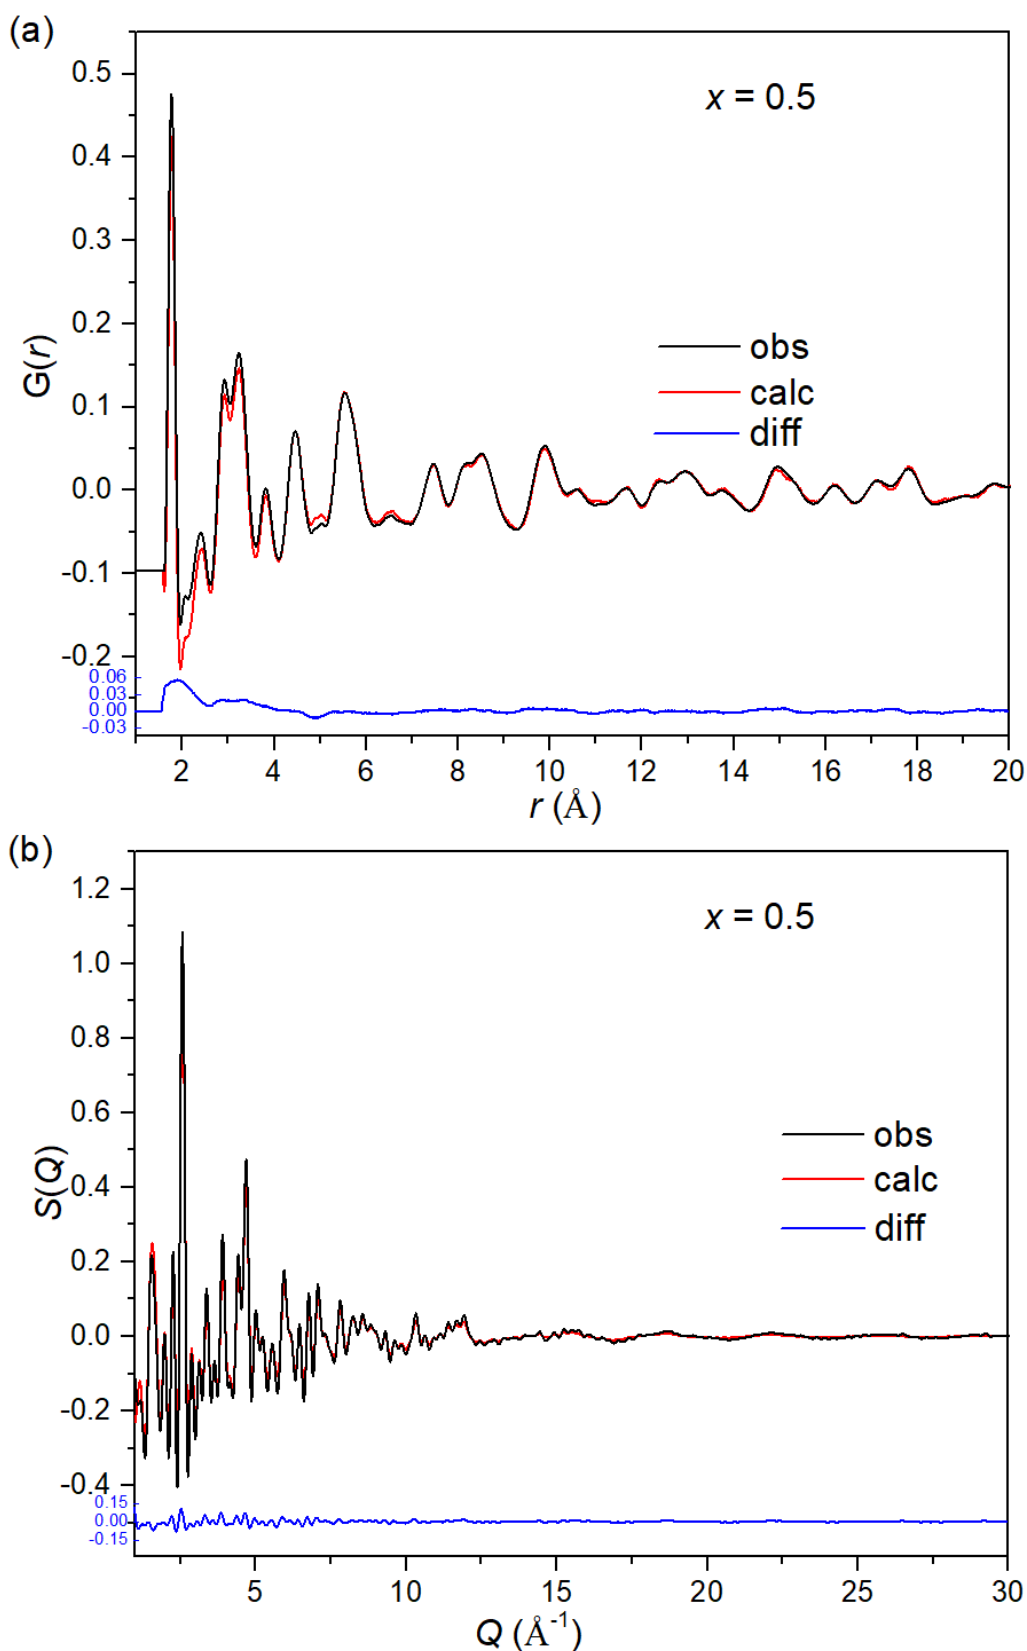 (a)
x = 0.5
0.5
0.4
0.3
0.2
0.1
0.0
-0.1
-0.2
G(r)
obs
calc
diff
0.06
0.03
0.00
-0.03
2 4 6 8 10 12 14 16 18 20
r (Å)
(b)
x = 0.5
1.2
1.0
0.8
0.6
0.4
0.2
0.0
-0.2
-0.4
S(Q)
obs
calc
diff
0.15
0.00
-0.15
5 10 15 20 25 30
Q (Å-1)